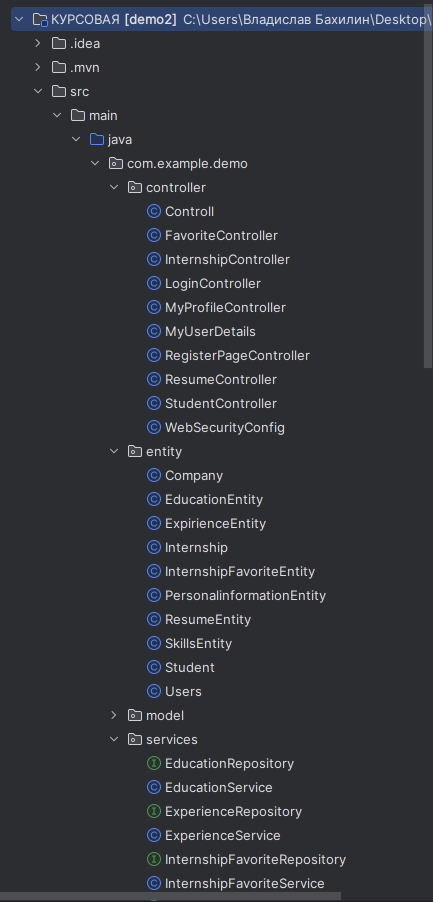 КУРСОВАЯ [demo2] C:\Users\Владислав Бахилин\Desktop\
.idea
.mvn
src
main
java
com.example.demo
controller
Controll
FavoriteController
InternshipController
LoginController
MyProfileController
MyUserDetails
RegisterPageController
ResumeController
StudentController
WebSecurityConfig
entity
Company
EducationEntity
ExpirienceEntity
Internship
InternshipFavoriteEntity
PersonalinformationEntity
ResumeEntity
SkillsEntity
Student
Users
model
services
EducationRepository
EducationService
ExperienceRepository
ExperienceService
InternshipFavoriteRepository
InternshipFavoriteService